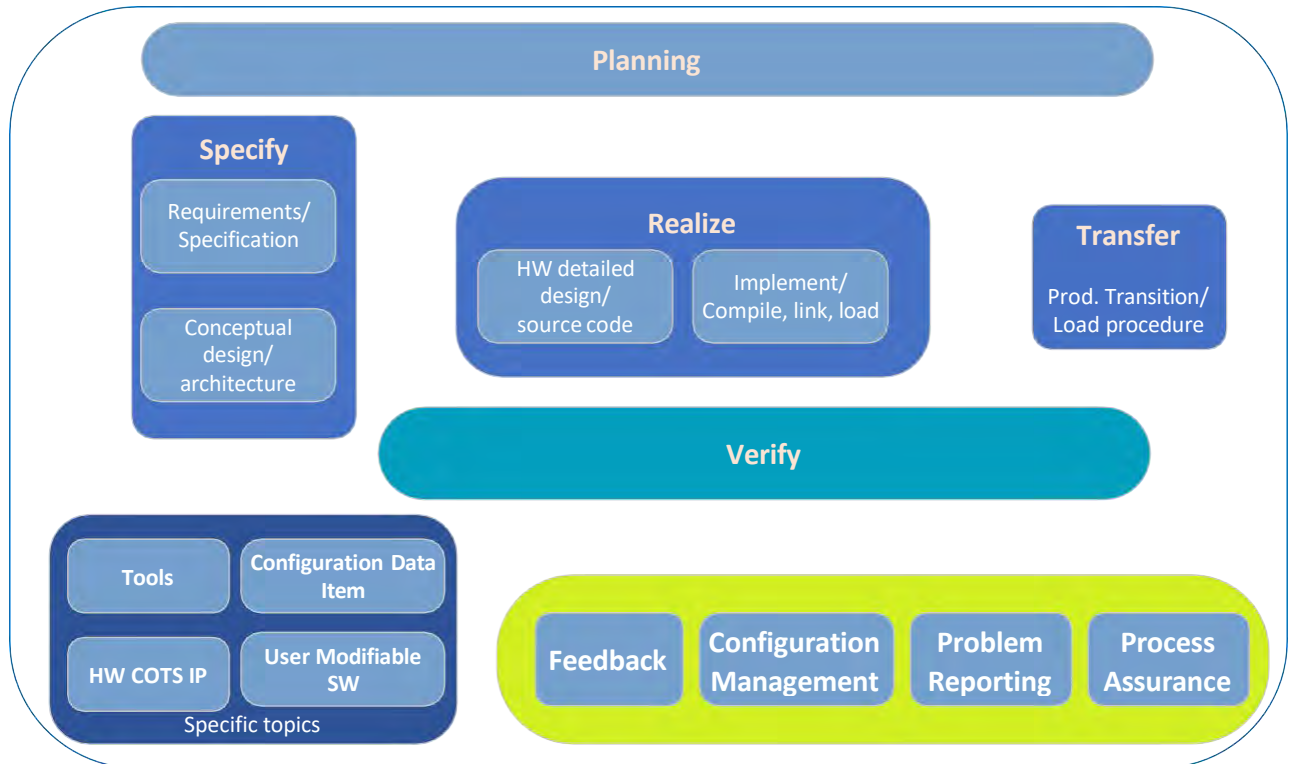 Planning
Specify
Requirements/
Specification
Conceptual
design/
architecture
Realize
HW detailed
design/
source code
Implement/
Compile, link, load
Transfer
Prod. Transition/
Load procedure
Verify
Tools
Configuration Data
Item
HW COTS IP
User Modifiable
SW
Specific topics
Feedback
Configuration
Management
Problem
Reporting
Process
Assurance